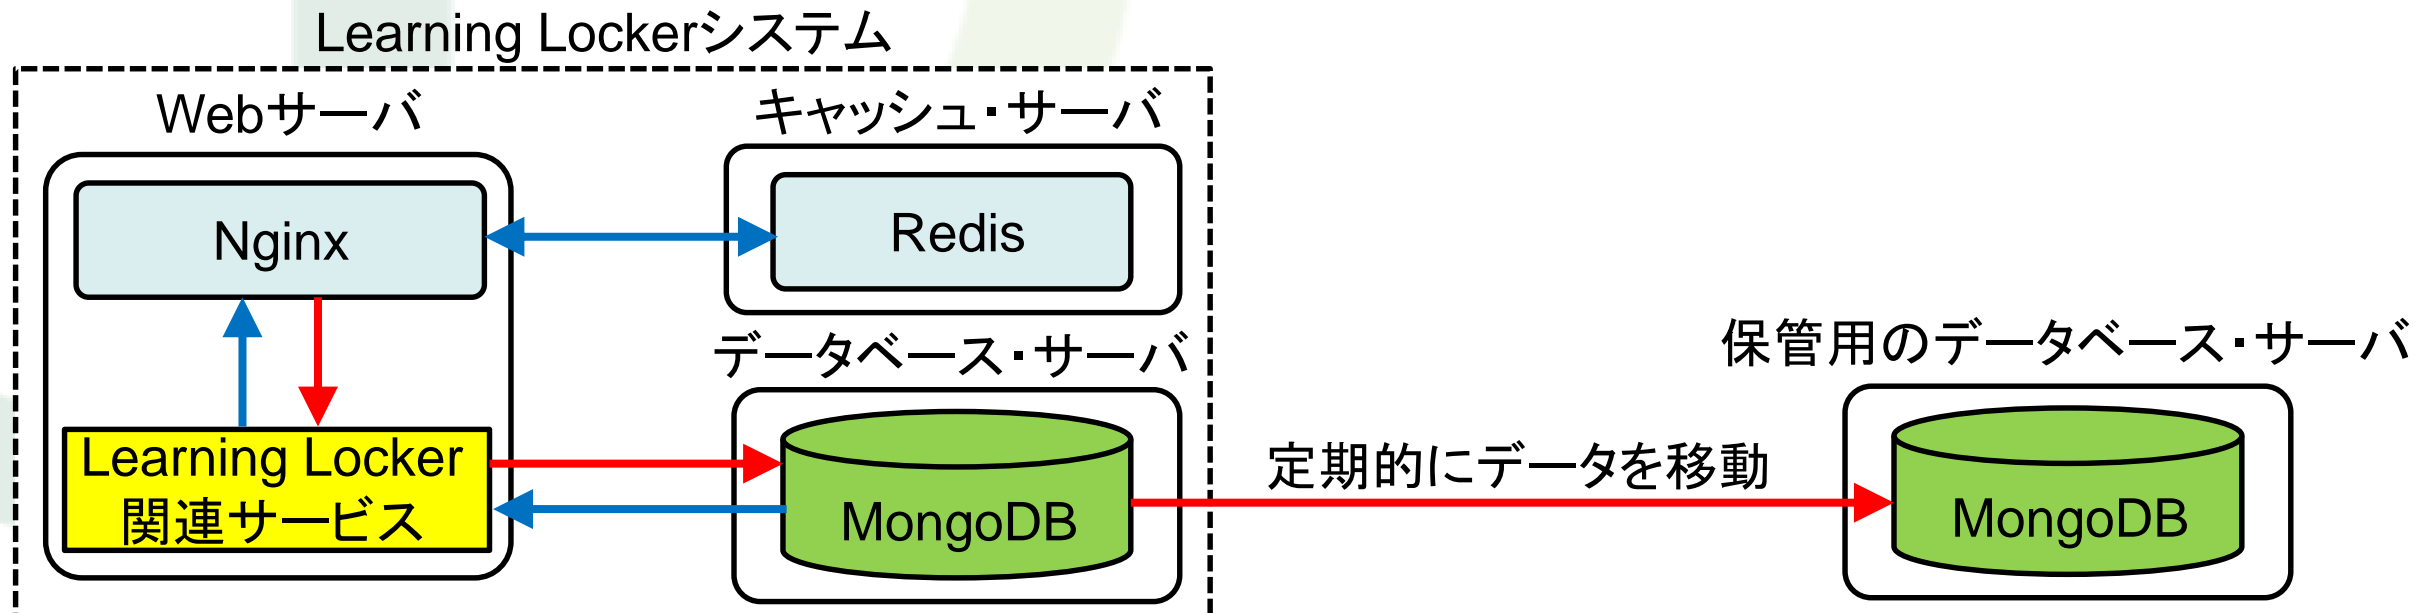 Learning Lockerシステム
Webサーバ
キャッシュ・サーバ
Nginx
Redis
データベース・サーバ
保管用のデータベース・サーバ
Learning Locker
関連サービス
MongoDB
定期的にデータを移動
MongoDB